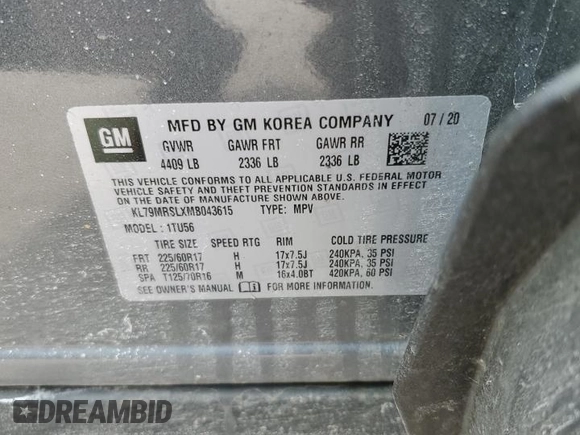 GM
MFD BY GM KOREA COMPANY 07 / 20
GVWR GAWR FRT GAWR RR
4409 LB 2336 LB 2336 LB
THIS VEHICLE CONFORMS TO ALL APPLICABLE U.S. FEDERAL MOTOR
VEHICLE SAFETY AND THEFT PREVENTION STANDARDS IN EFFECT
ON THE DATE OF MANUFACTURE SHOWN ABOVE.
KL79MRSLXMB043615 TYPE: MPV
MODEL : 1TU56
TIRE SIZE SPEED RTG RIM COLD TIRE PRESSURE
FRT 225/60R17 H 17x7.5J 240KPA, 35 PSI
RR 225/60R17 H 17x7.5J 240KPA, 35 PSI
SPA T125/70R16 M 16x4.0BT 420KPA, 60 PSI
SEE OWNER'S MANUAL FOR MORE INFORMATION
DREAMBID